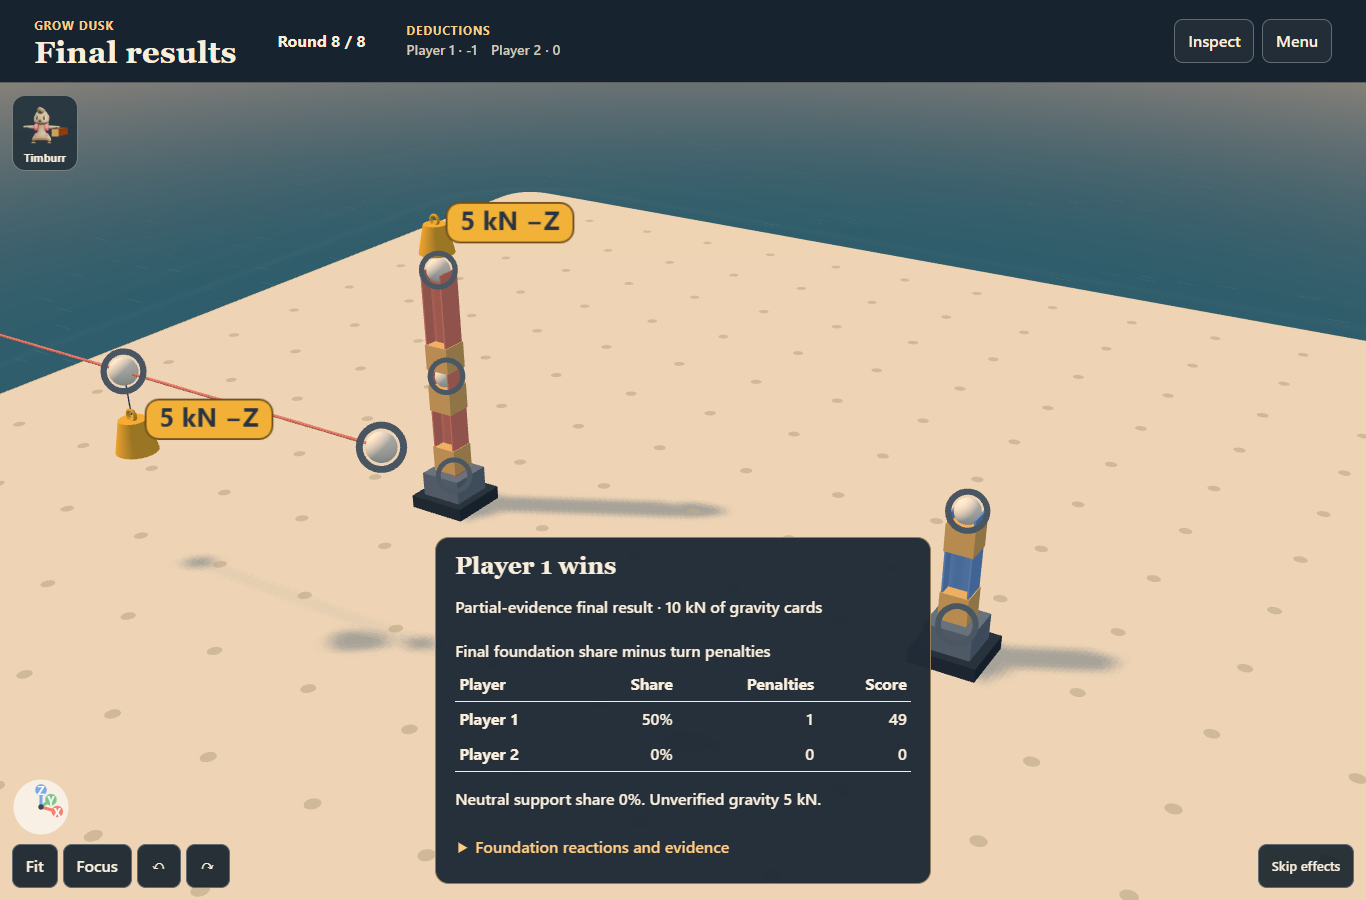 GROW DUSK
Final results
Round 8 / 8
DEDUCTIONS
Player 1 · -1 Player 2 · 0
Inspect
Menu
Timburr
5 kN −Z
5 kN −Z
Player 1 wins
Partial-evidence final result · 10 kN of gravity cards
Final foundation share minus turn penalties
Player Share Penalties Score
Player 1 50% 1 49
Player 2 0% 0 0
Neutral support share 0%. Unverified gravity 5 kN.
▶ Foundation reactions and evidence
Z
Y
X
Fit
Focus
↶
↷
Skip effects